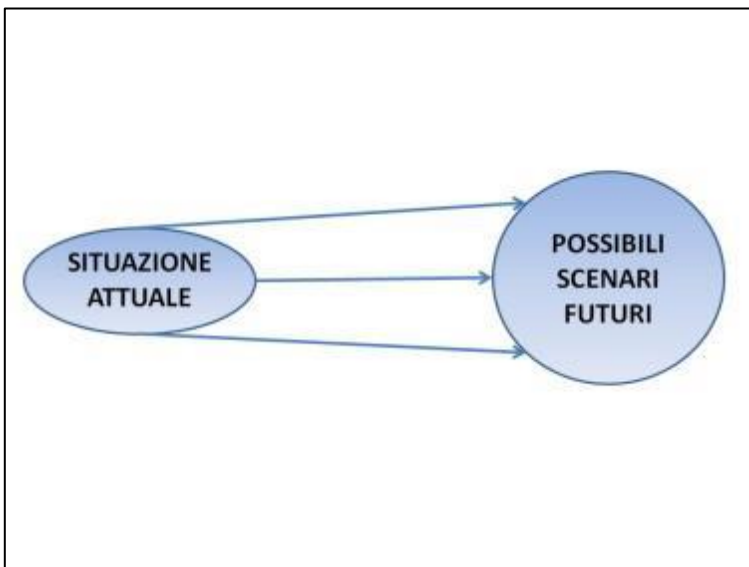 SITUAZIONE
ATTUALE
POSSIBILI
SCENARI
FUTURI